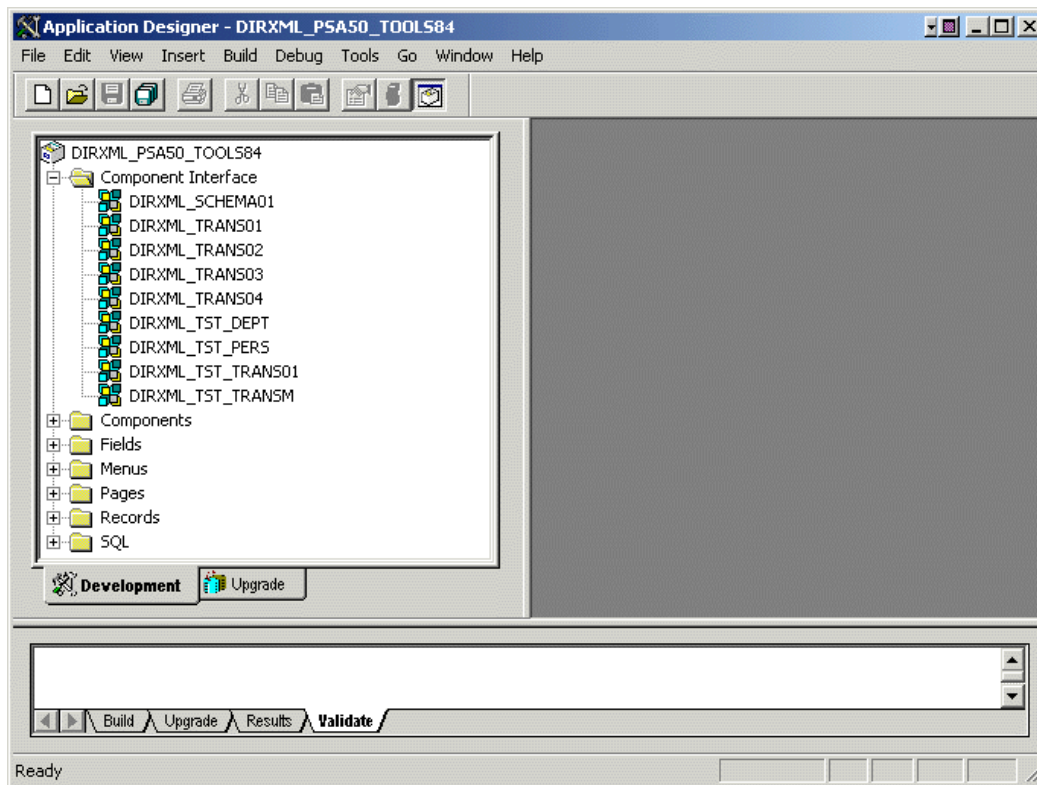 Application Designer - DIRXML_PSA50_TOOLS84
File Edit View Insert Build Debug Tools Go Window Help
DIRXML_PSA50_TOOLS84
Component Interface
DIRXML_SCHEMA01
DIRXML_TRANS01
DIRXML_TRANS02
DIRXML_TRANS03
DIRXML_TRANS04
DIRXML_TST_DEPT
DIRXML_TST_PERS
DIRXML_TST_TRANS01
DIRXML_TST_TRANSM
Components
Fields
Menus
Pages
Records
SQL
Development Upgrade
Build Upgrade Results Validate
Ready